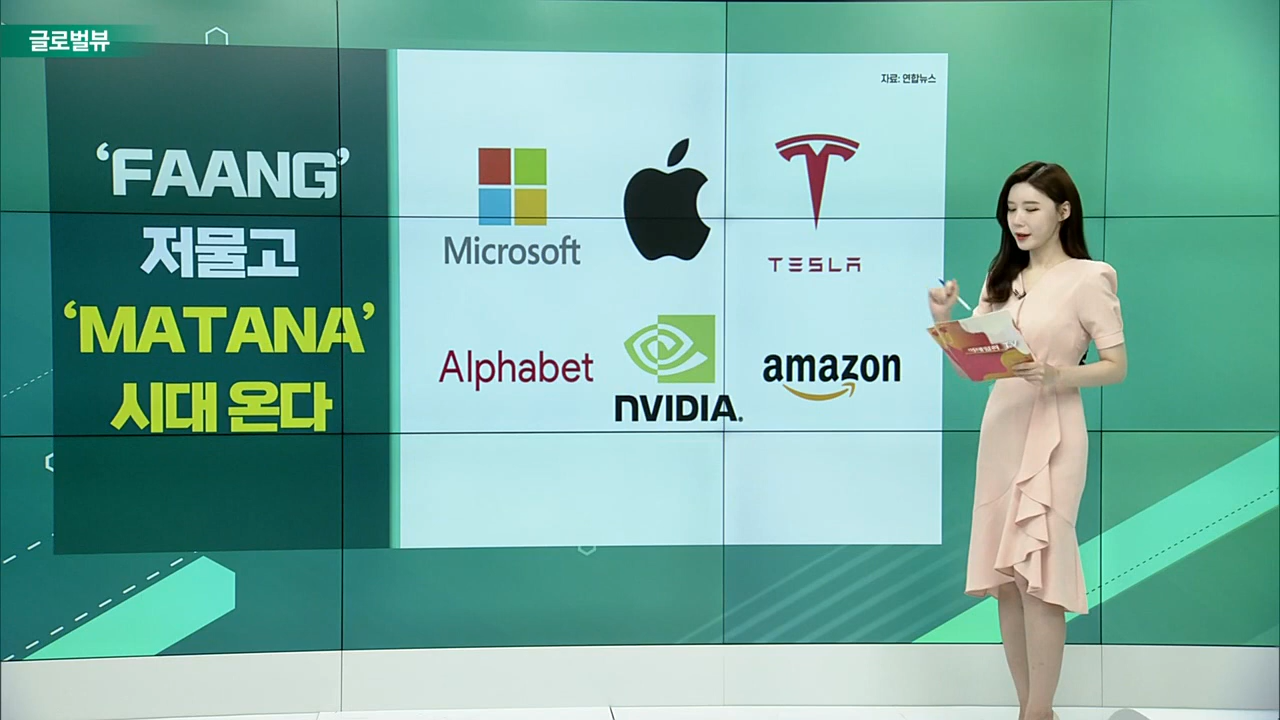 글로벌뷰
자료: 연합뉴스
‘FAANG’
저물고
‘MATANA’
시대 온다
Microsoft
TESLA
Alphabet
NVIDIA.
amazon